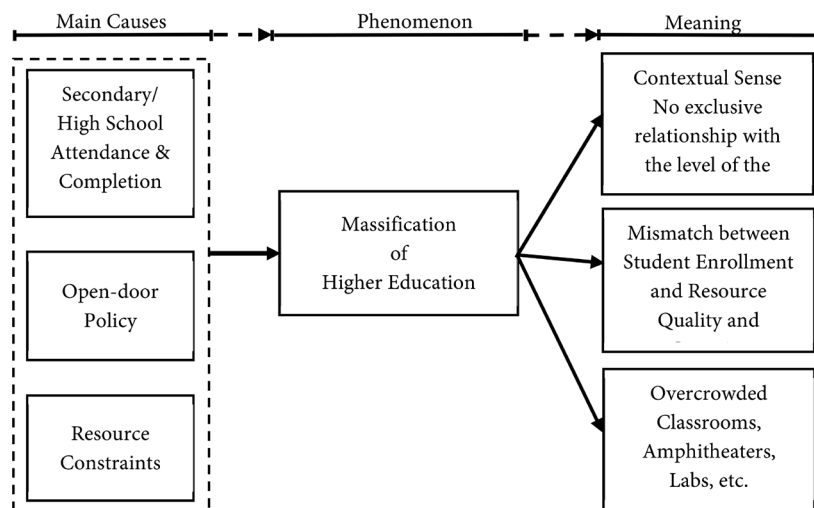 Main Causes
Phenomenon
Meaning
Secondary/
High School
Attendance &
Completion
Open-door
Policy
Resource
Constraints
Massification
of
Higher Education
Contextual Sense
No exclusive
relationship with
the level of the
Mismatch between
Student Enrollment
and Resource
Quality and
Overcrowded
Classrooms,
Amphitheaters,
Labs, etc.